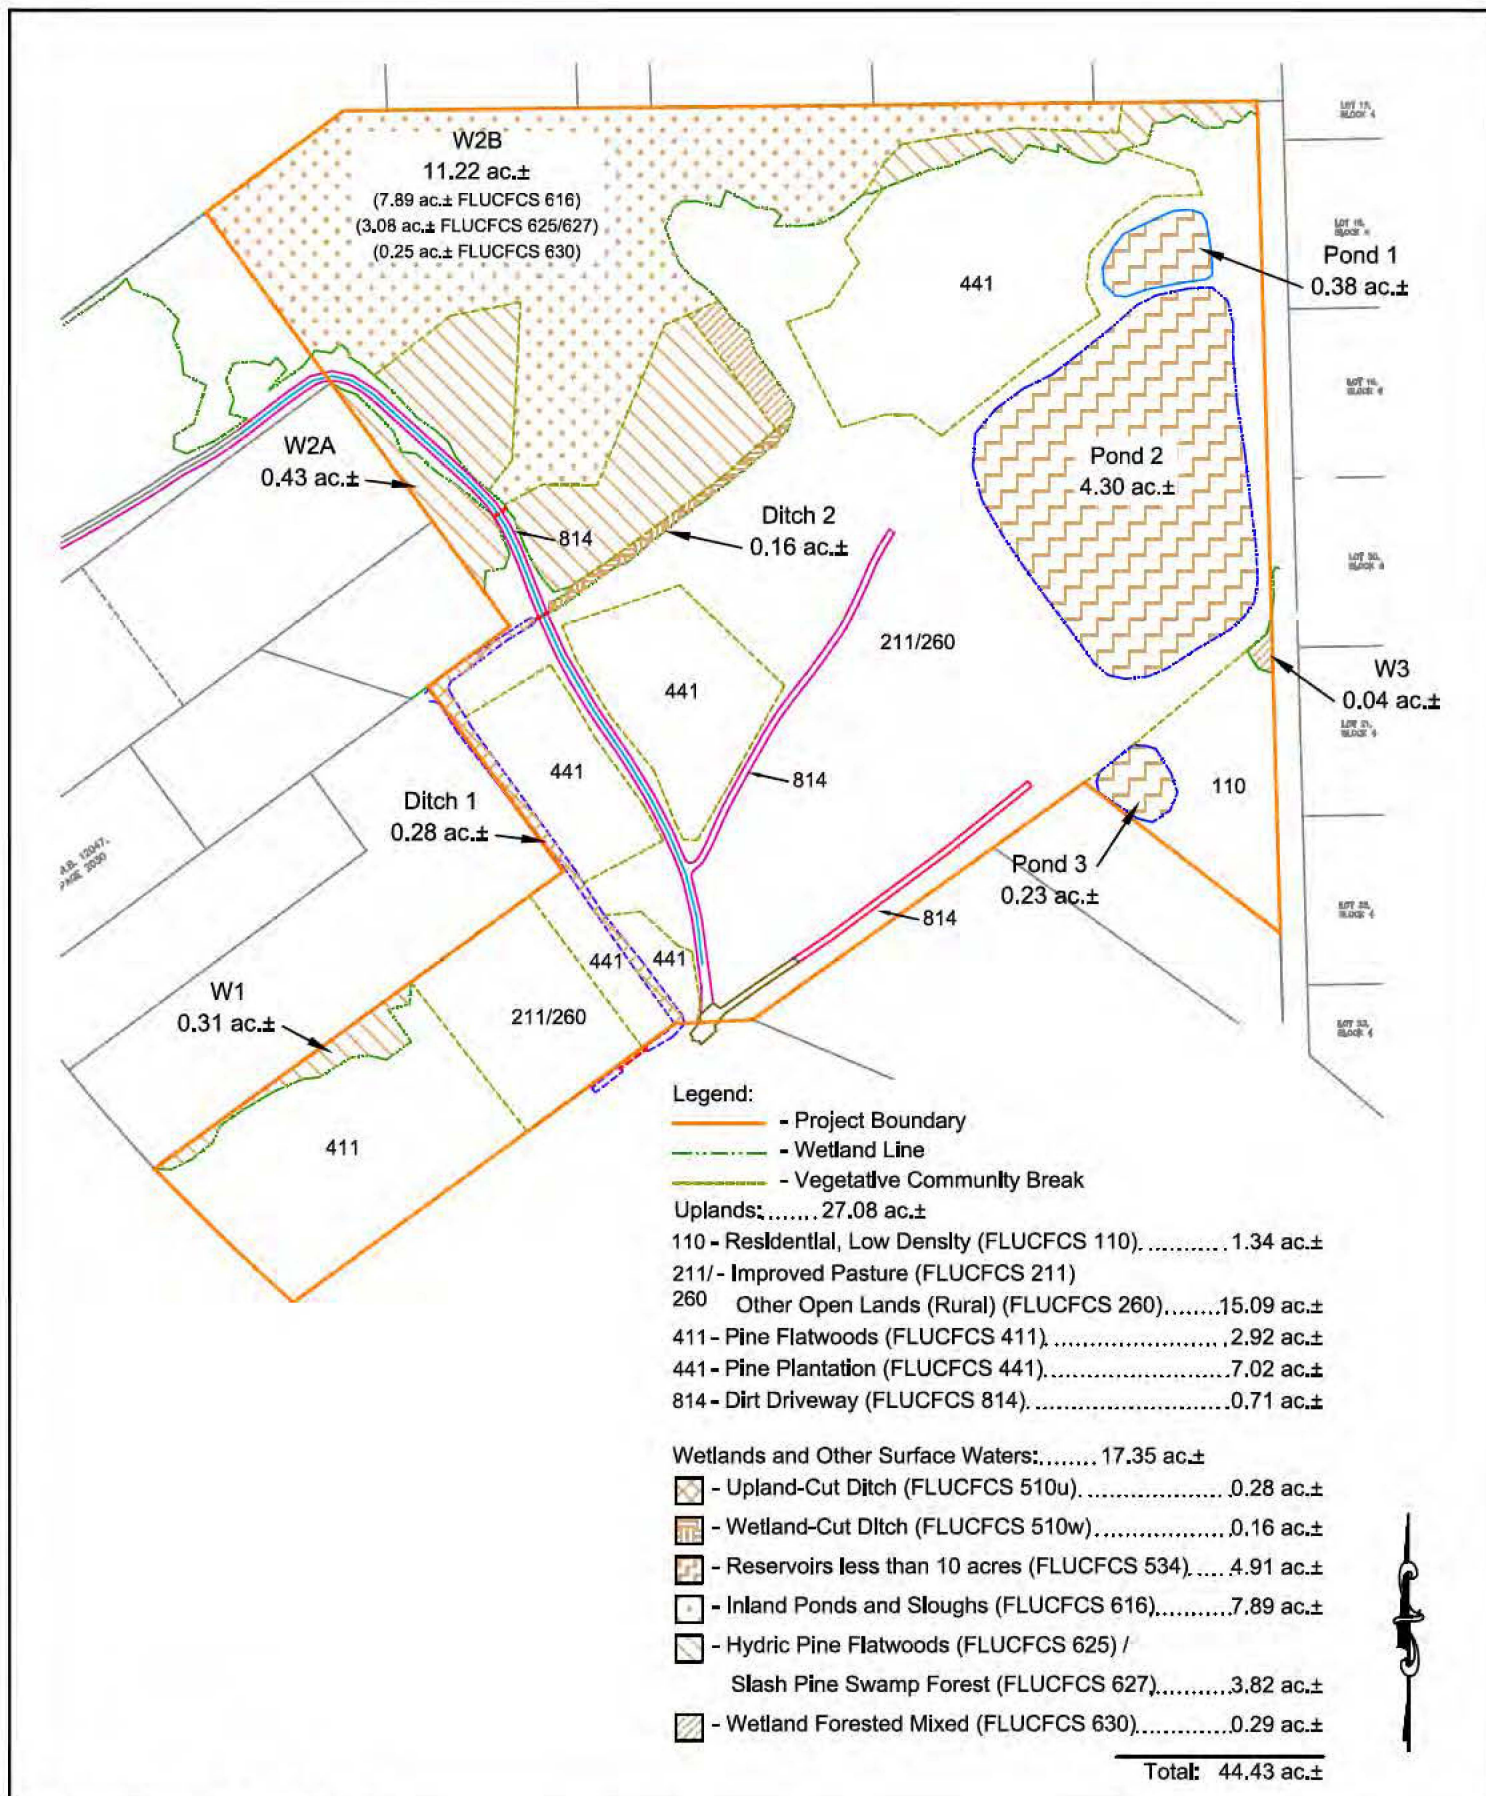 LOT 17,
BLOCK 4
W2B
11.22 ac.±
(7.89 ac.± FLUCFCS 616)
(3.08 ac.± FLUCFCS 625/627)
(0.25 ac.± FLUCFCS 630)
Pond 1
0.38 ac.±
441
W2A
0.43 ac.±
Pond 2
4.30 ac.±
Ditch 2
0.16 ac.±
814
211/260
W3
0.04 ac.±
441
441
814
110
Ditch 1
0.28 ac.±
PAGE 2030
Pond 3
0.23 ac.±
814
441
441
W1
0.31 ac.±
211/260
411
Legend:
- Project Boundary
- Wetland Line
- Vegetative Community Break
Uplands:....... 27.08 ac.±
110 - Residential, Low Density (FLUCFCS 110)........... 1.34 ac.±
211/ - Improved Pasture (FLUCFCS 211)
260 Other Open Lands (Rural) (FLUCFCS 260).......15.09 ac.±
411 - Pine Flatwoods (FLUCFCS 411).......................2.92 ac.±
441 - Pine Plantation (FLUCFCS 441).......................7.02 ac.±
814 - Dirt Driveway (FLUCFCS 814)..........................0.71 ac.±
Wetlands and Other Surface Waters:........ 17.35 ac.±
- Upland-Cut Ditch (FLUCFCS 510u)...................0.28 ac.±
- Wetland-Cut Ditch (FLUCFCS 510w).................0.16 ac.±
- Reservoirs less than 10 acres (FLUCFCS 534)..... 4.91 ac.±
- Inland Ponds and Sloughs (FLUCFCS 616).........7.89 ac.±
- Hydric Pine Flatwoods (FLUCFCS 625) /
Slash Pine Swamp Forest (FLUCFCS 627).........3.82 ac.±
- Wetland Forested Mixed (FLUCFCS 630)...........0.29 ac.±
Total: 44.43 ac.±